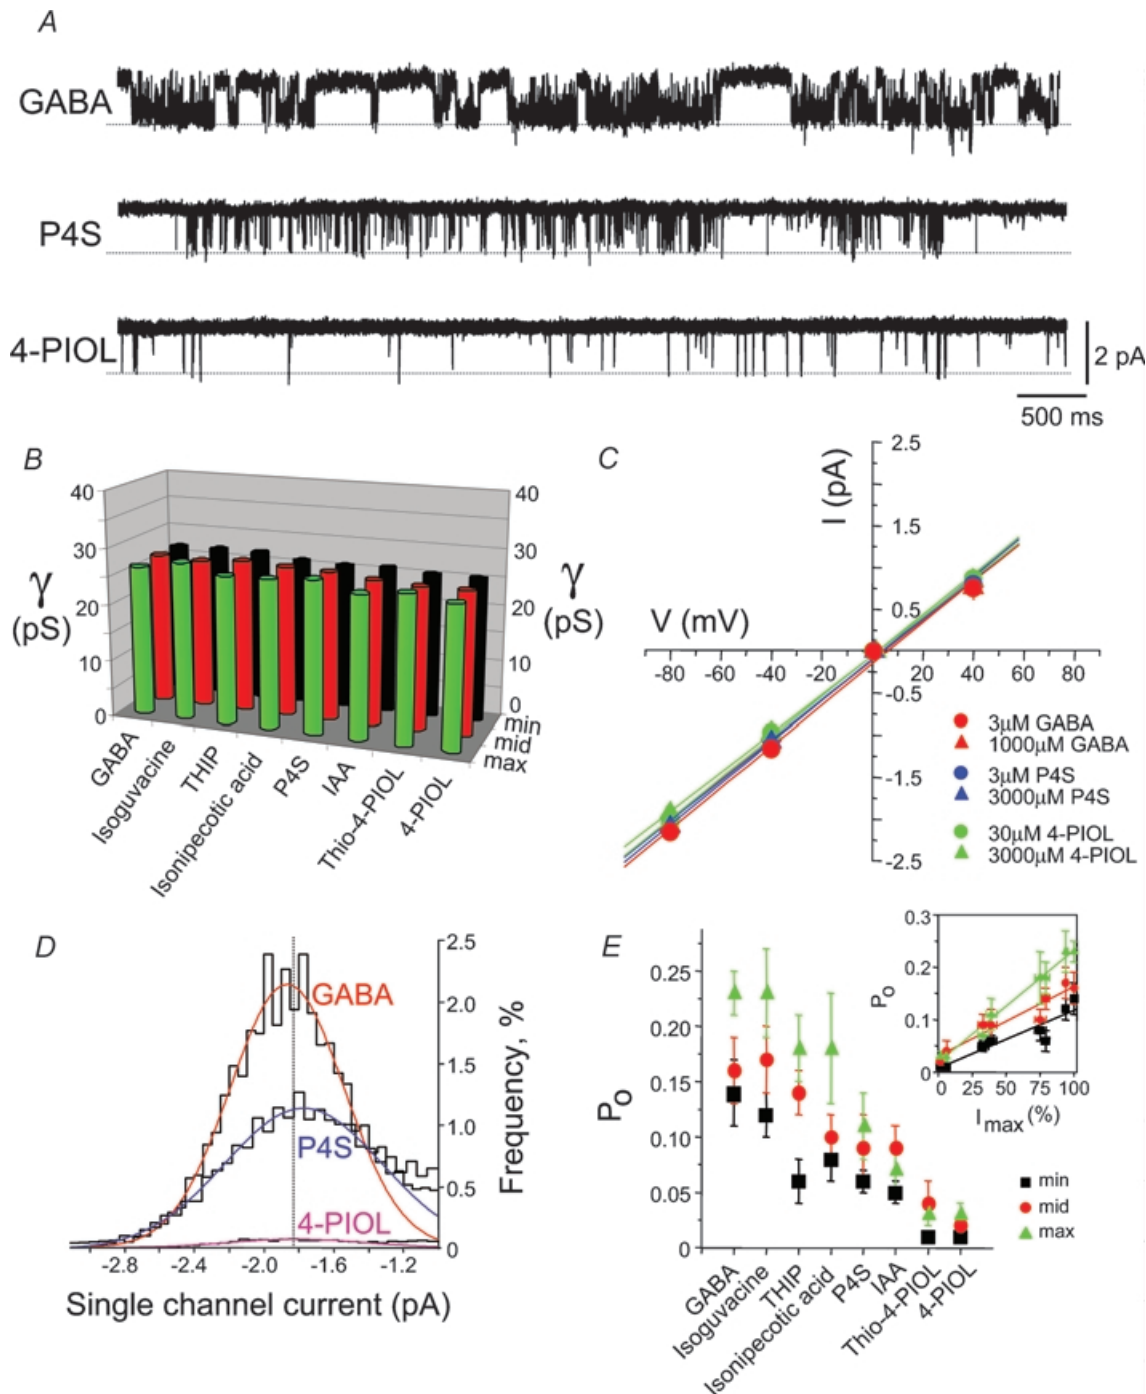 A
GABA
P4S
4-PIOL
2 pA
500 ms
B
40
30
20
10
0
γ
(pS)
40
30
20
10
0
γ
(pS)
min
mid
max
GABA
Isoguvacine
THIP
Isonipecotic acid
P4S
IAA
Thio-4-PIOL
4-PIOL
C
I (pA)
2.5
1.5
0.5
-0.5
-1.5
-2.5
V (mV)
-80 -60 -40 -20 0 20 40 60 80
3μM GABA
1000μM GABA
3μM P4S
3000μM P4S
30μM 4-PIOL
3000μM 4-PIOL
D
GABA
P4S
4-PIOL
2.5
2.0
1.5
1.0
0.5
0
Frequency, %
-2.8 -2.4 -2.0 -1.6 -1.2
Single channel current (pA)
E
Po
0.25
0.20
0.15
0.10
0.05
0
GABA
Isoguvacine
THIP
Isonipecotic acid
P4S
IAA
Thio-4-PIOL
4-PIOL
Po
0.3
0.2
0.1
0
0 25 50 75 100
Imax (%)
min
mid
max